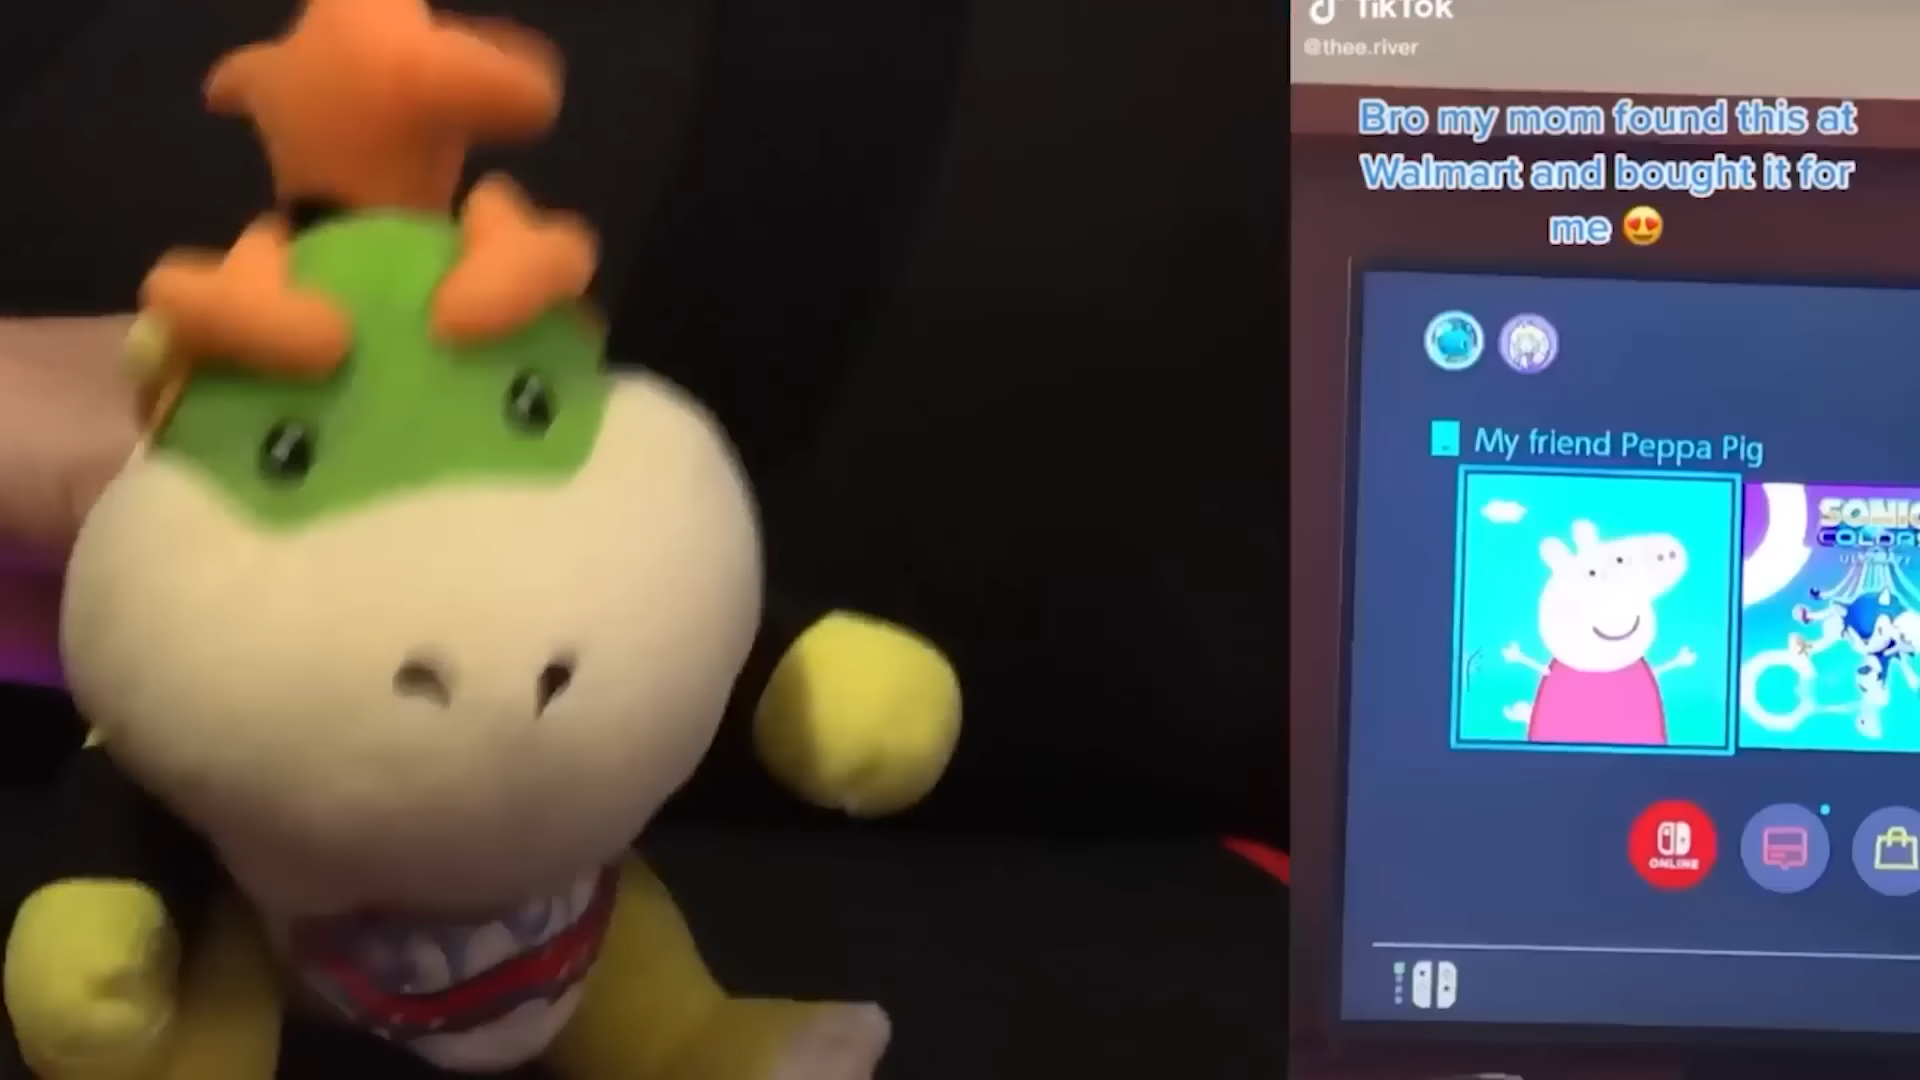 TikTok
@thee.river
Bro my mom found this at
Walmart and bought it for
me 😍
My friend Peppa Pig
SONIC
COLORS
ONLINE